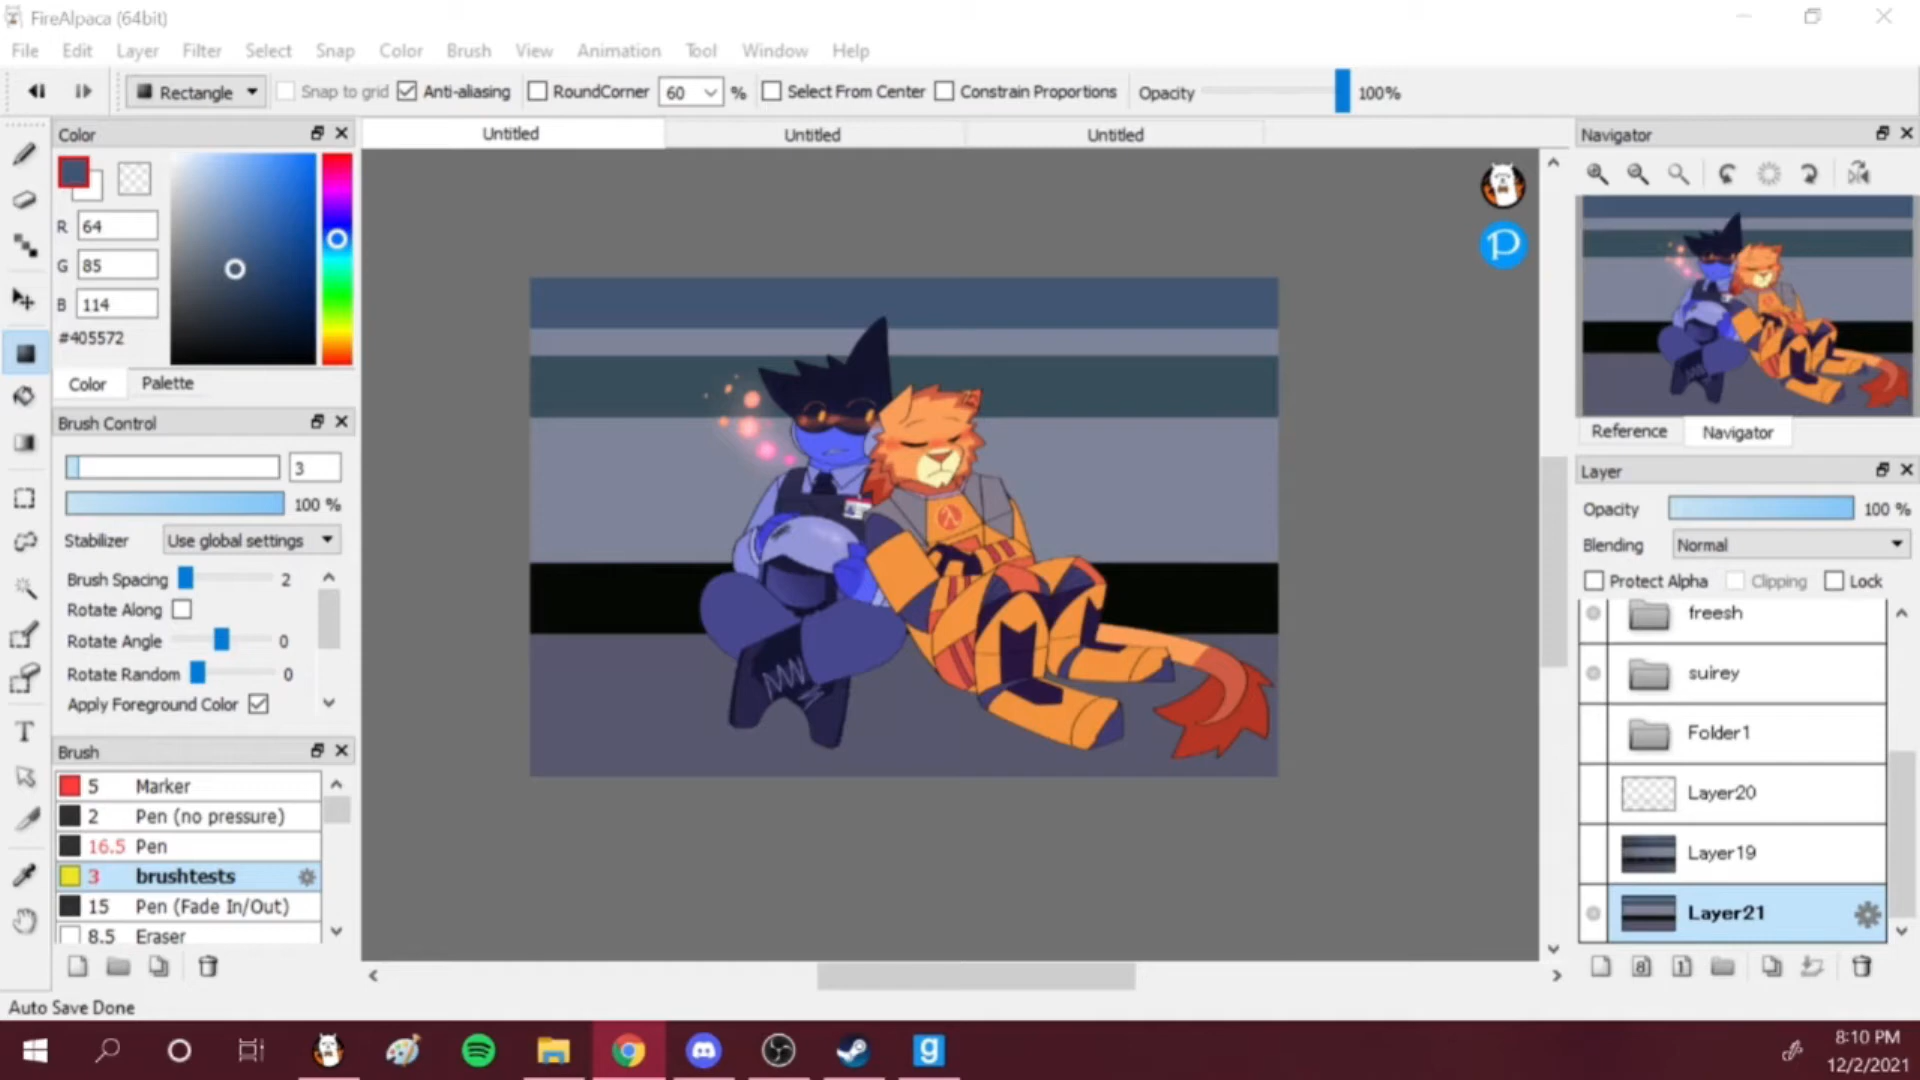 FireAlpaca (64bit)
File Edit Layer Filter Select Snap Color Brush View Animation Tool Window Help
Rectangle Snap to grid Anti-aliasing RoundCorner 60 % Select From Center Constrain Proportions Opacity 100%
Color
Untitled Untitled Untitled
Navigator
R 64
G 85
B 114
#405572
Color Palette
Brush Control
3
100 %
Stabilizer Use global settings
Brush Spacing 2
Rotate Along
Rotate Angle 0
Rotate Random 0
Apply Foreground Color
Brush
5 Marker
2 Pen (no pressure)
16.5 Pen
3 brushtests
15 Pen (Fade In/Out)
8.5 Eraser
P
λ
Reference Navigator
Layer
Opacity 100 %
Blending Normal
Protect Alpha Clipping Lock
freesh
suirey
Folder1
Layer20
Layer19
Layer21
8 1
Auto Save Done
g
8:10 PM
12/2/2021